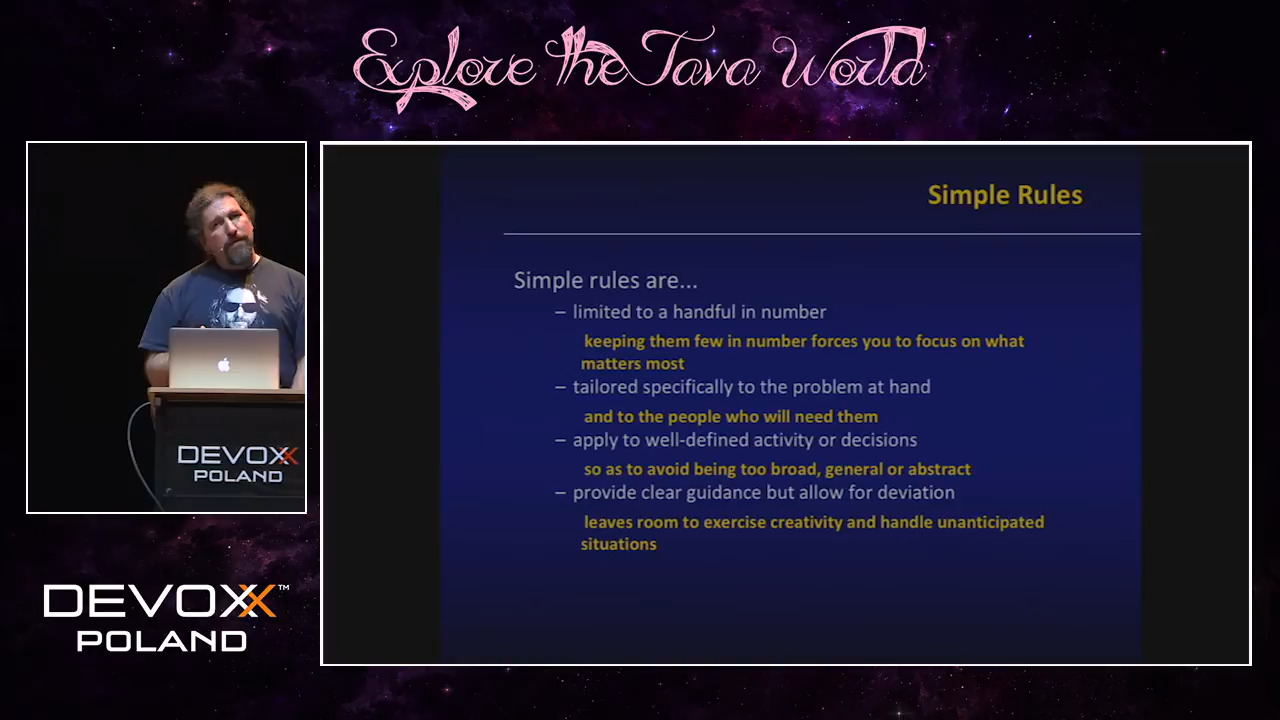 Explore the Java World
Simple Rules
Simple rules are...
– limited to a handful in number
keeping them few in number forces you to focus on what
matters most
– tailored specifically to the problem at hand
and to the people who will need them
– apply to well-defined activity or decisions
so as to avoid being too broad, general or abstract
– provide clear guidance but allow for deviation
leaves room to exercise creativity and handle unanticipated
situations
DEVOXX
POLAND
DEVOXX™
POLAND